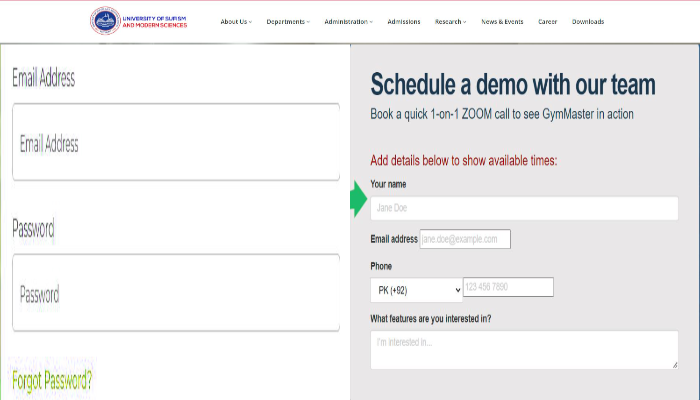 UNIVERSITY OF SUFISM
AND MODERN SCIENCES
About Us Departments Administration Admissions Research News & Events Career Downloads
Email Address
Email Address
Password
Password
Forgot Password?
Schedule a demo with our team
Book a quick 1-on-1 ZOOM call to see GymMaster in action
Add details below to show available times:
Your name
Jane Doe
Email address jane.doe@example.com
Phone
PK (+92) 123 456 7890
What features are you interested in?
I'm interested in...